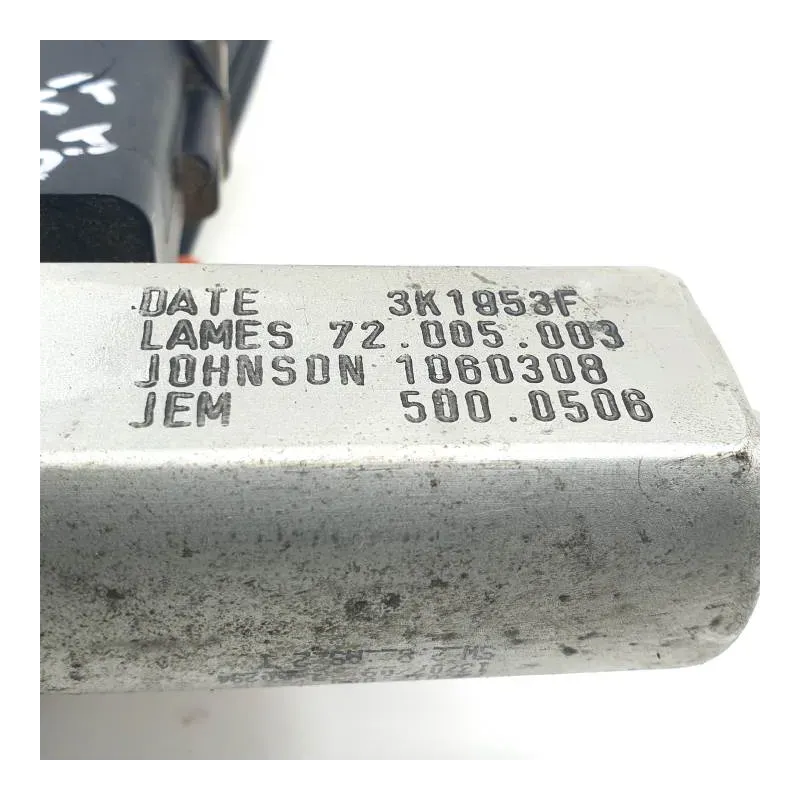 DATE 3K1953F
LAMES 72.005.003
JOHNSON 1060308
JEM 500.0506